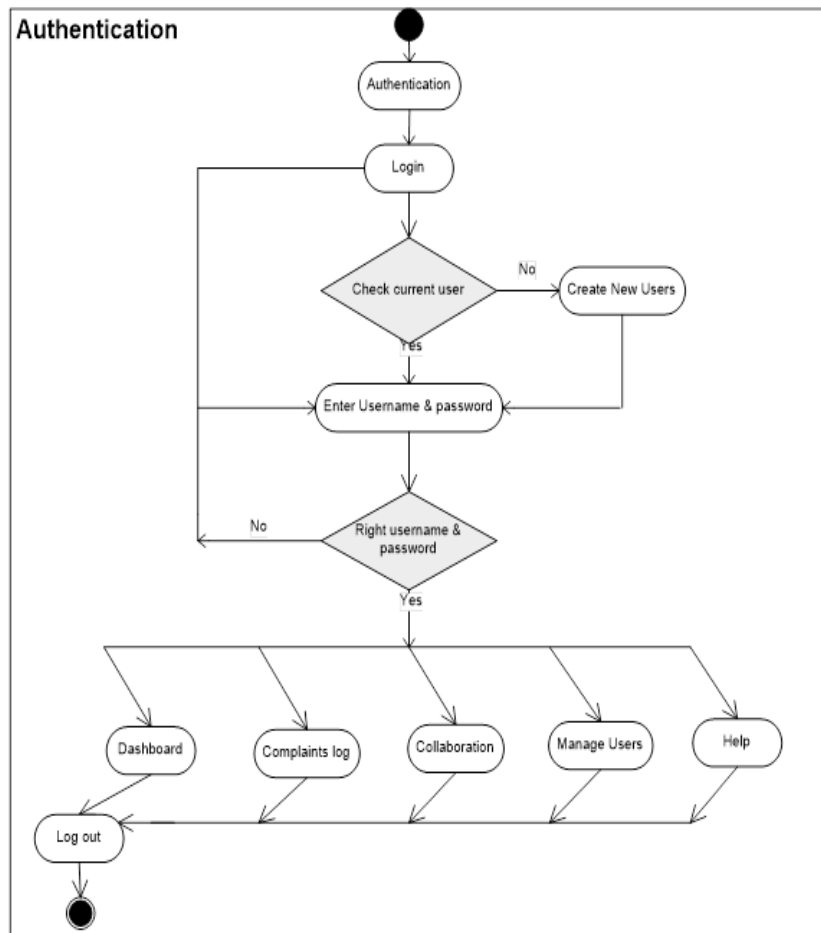 Authentication
Authentication
Login
Check current user
No
Create New Users
Yes
Enter Username & password
Right username &
password
No
Yes
Dashboard
Complaints log
Collaboration
Manage Users
Help
Log out